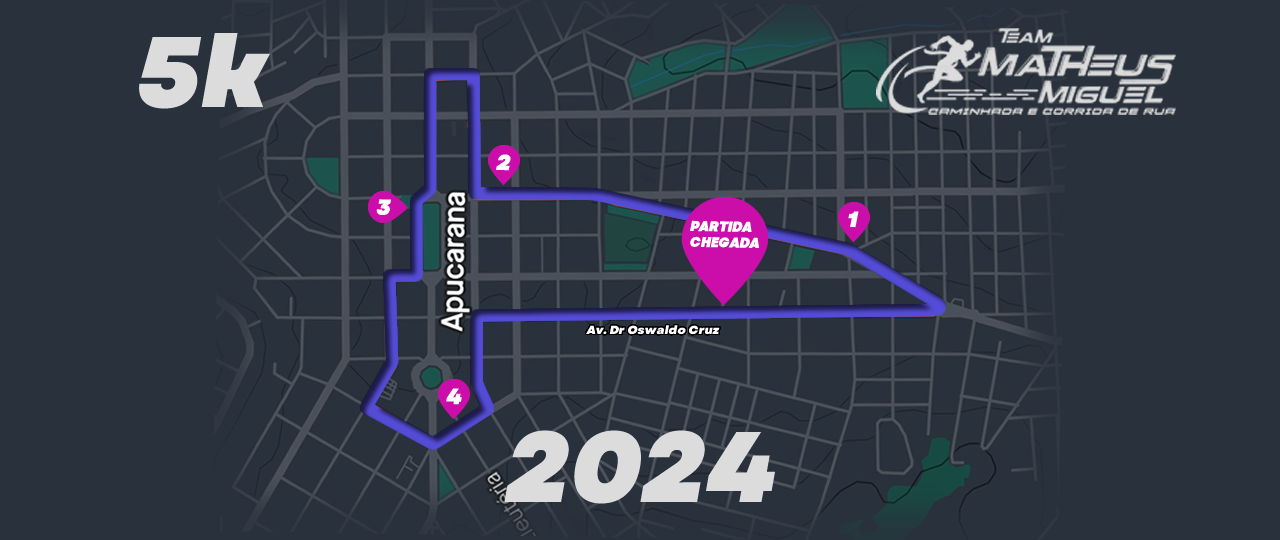 5k
TEAM
MATHEUS
MIGUEL
CAMINHADA E CORRIDA DE RUA
2
3
1
PARTIDA
CHEGADA
Apucarana
Av. Dr Oswaldo Cruz
4
2024